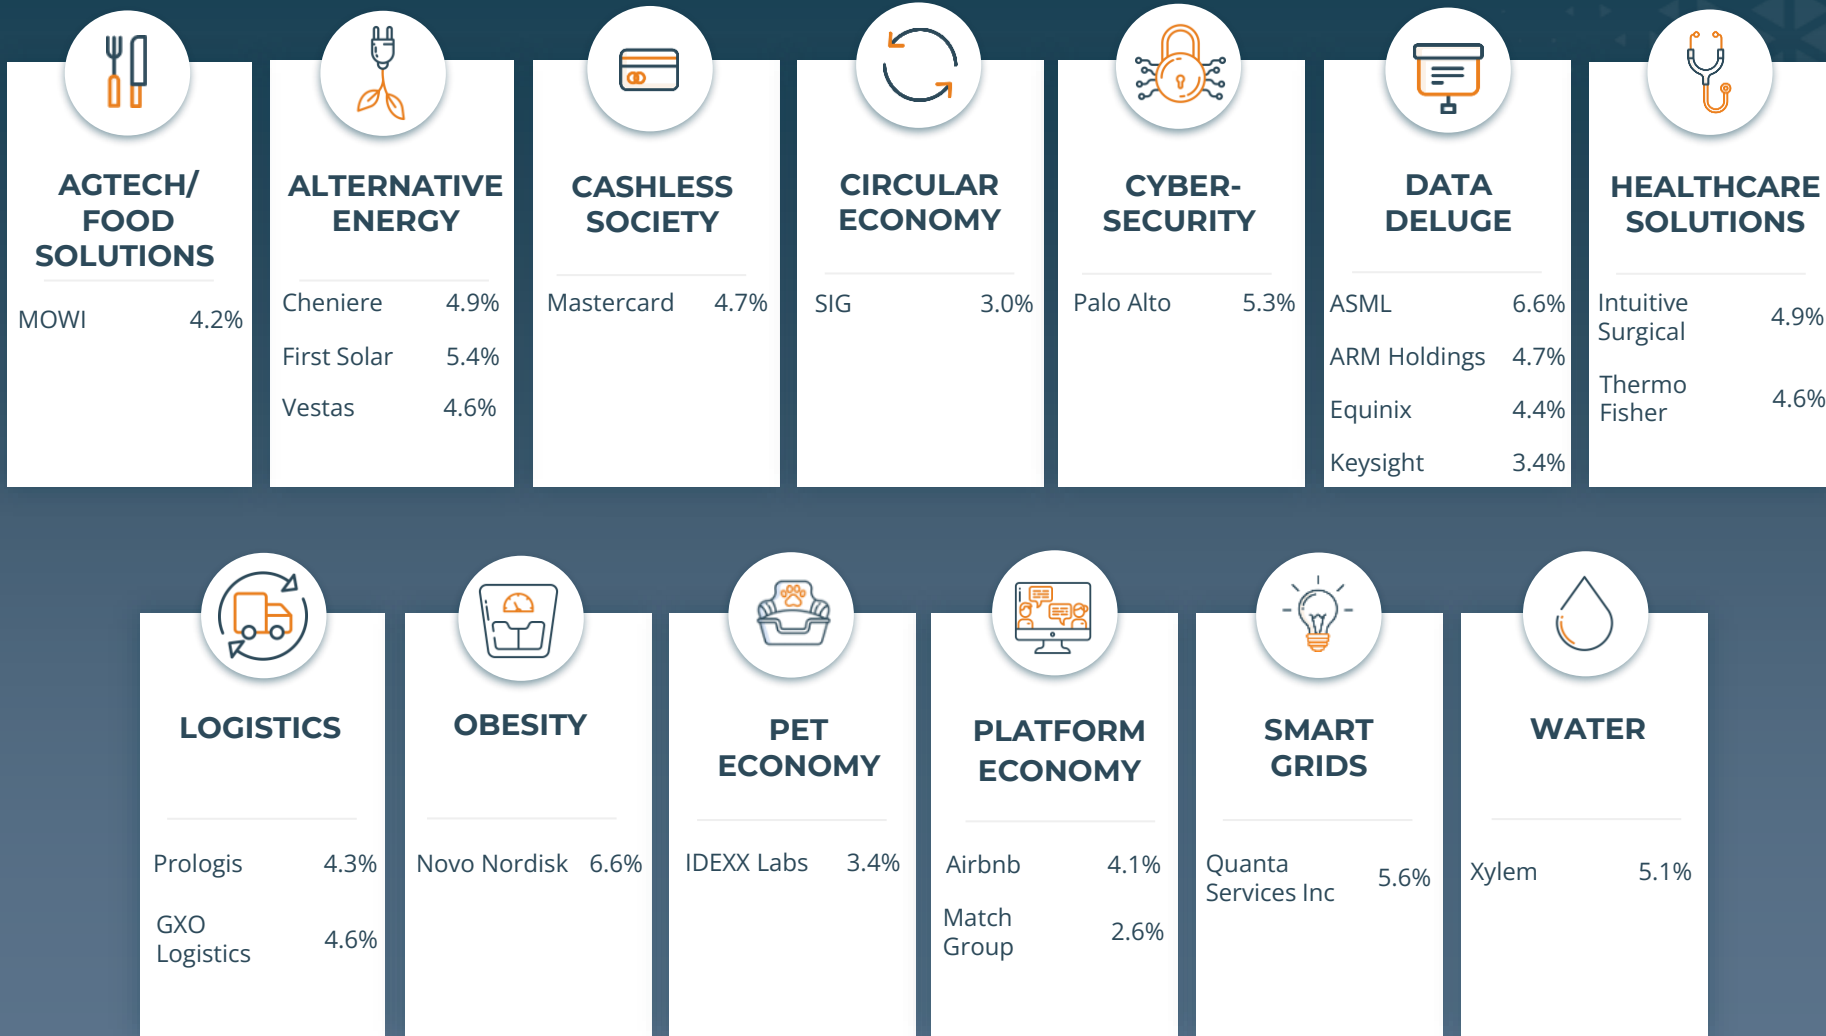 AGTECH/
FOOD
SOLUTIONS
MOWI 4.2%
ALTERNATIVE
ENERGY
Cheniere 4.9%
First Solar 5.4%
Vestas 4.6%
CASHLESS
SOCIETY
Mastercard 4.7%
CIRCULAR
ECONOMY
SIG 3.0%
CYBER-
SECURITY
Palo Alto 5.3%
DATA
DELUGE
ASML 6.6%
ARM Holdings 4.7%
Equinix 4.4%
Keysight 3.4%
HEALTHCARE
SOLUTIONS
Intuitive
Surgical 4.9%
Thermo
Fisher 4.6%
LOGISTICS
Prologis 4.3%
GXO
Logistics 4.6%
OBESITY
Novo Nordisk 6.6%
PET
ECONOMY
IDEXX Labs 3.4%
PLATFORM
ECONOMY
Airbnb 4.1%
Match
Group 2.6%
SMART
GRIDS
Quanta
Services Inc 5.6%
WATER
Xylem 5.1%